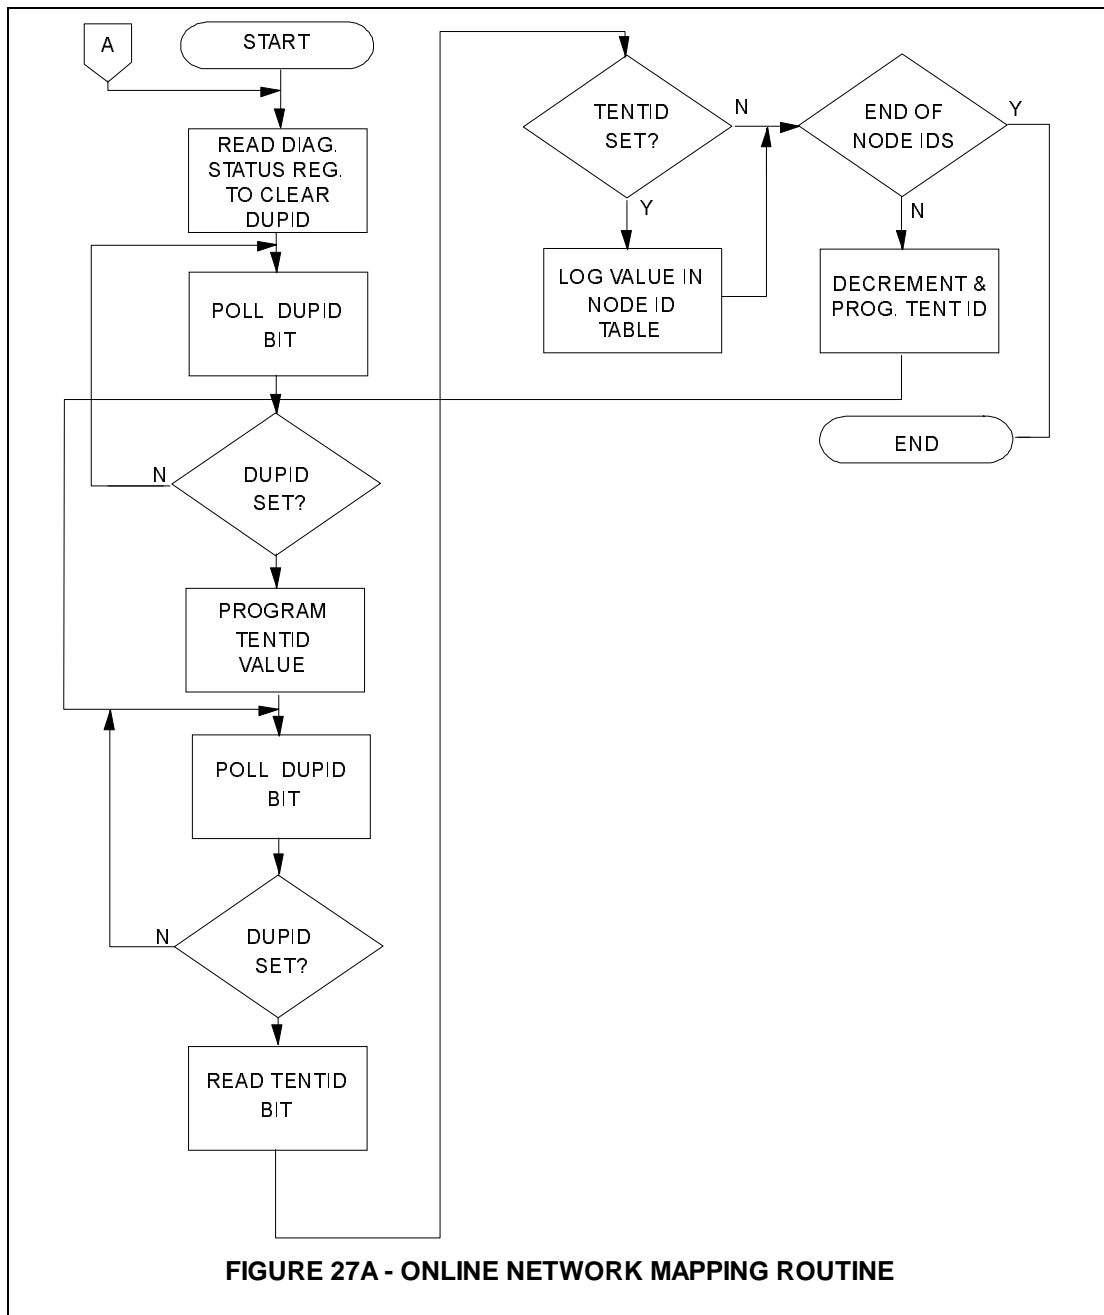 A
START
READ DIAG.
STATUS REG.
TO CLEAR
DUPID
POLL DUPID
BIT
DUPID
SET?
N
PROGRAM
TENTID
VALUE
POLL DUPID
BIT
DUPID
SET?
N
READ TENTID
BIT
TENTID
SET?
N
Y
LOG VALUE IN
NODE ID
TABLE
END OF
NODE IDS
Y
N
DECREMENT &
PROG. TENT ID
END
FIGURE 27A - ONLINE NETWORK MAPPING ROUTINE